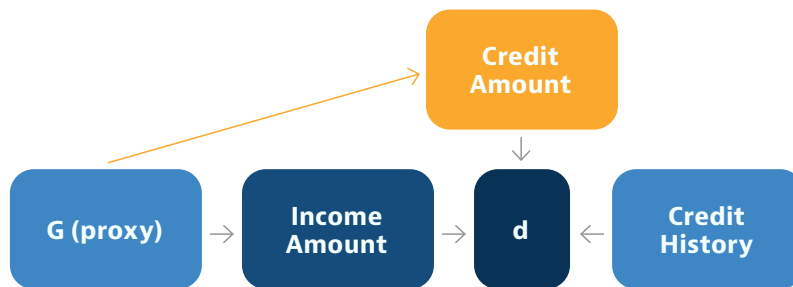 Credit
Amount
G (proxy)
Income
Amount
d
Credit
History